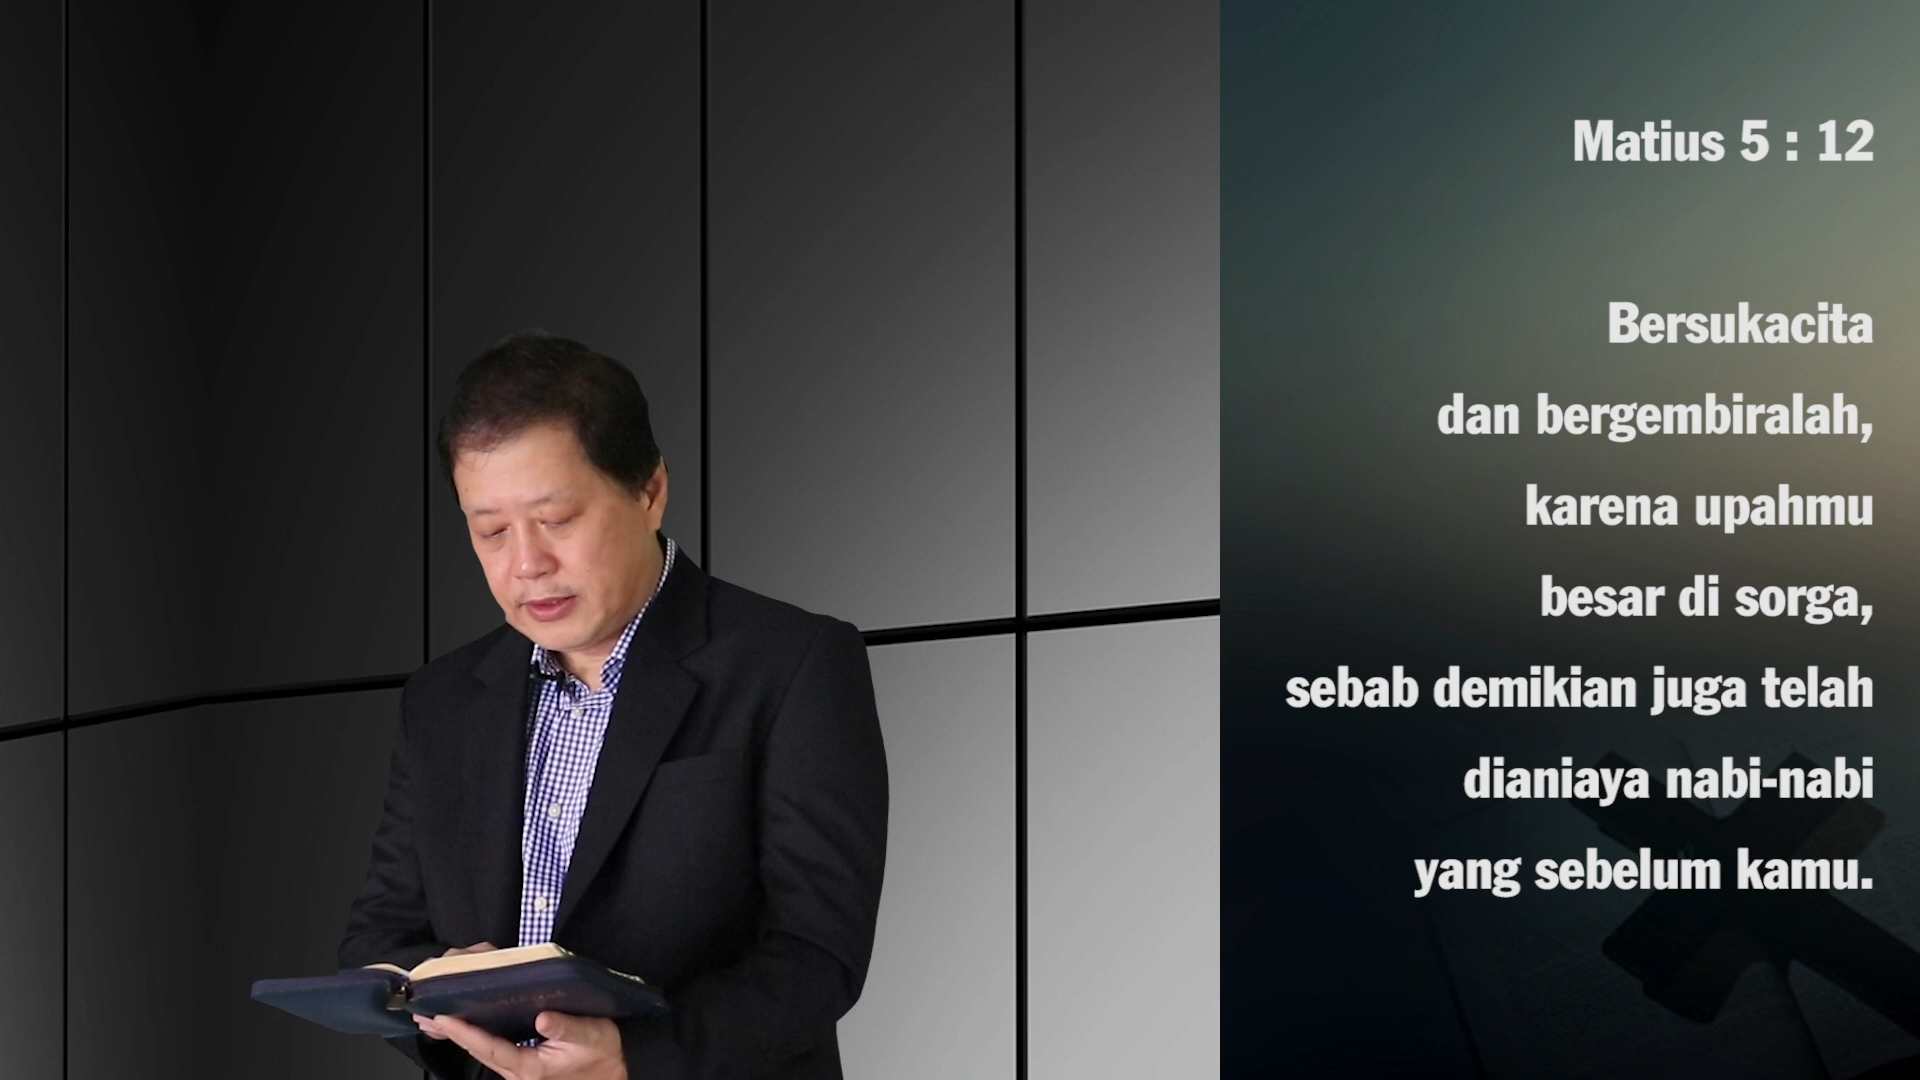 Matius 5 : 12
Bersukacita
dan bergembiralah,
karena upahmu
besar di sorga,
sebab demikian juga telah
dianiaya nabi-nabi
yang sebelum kamu.